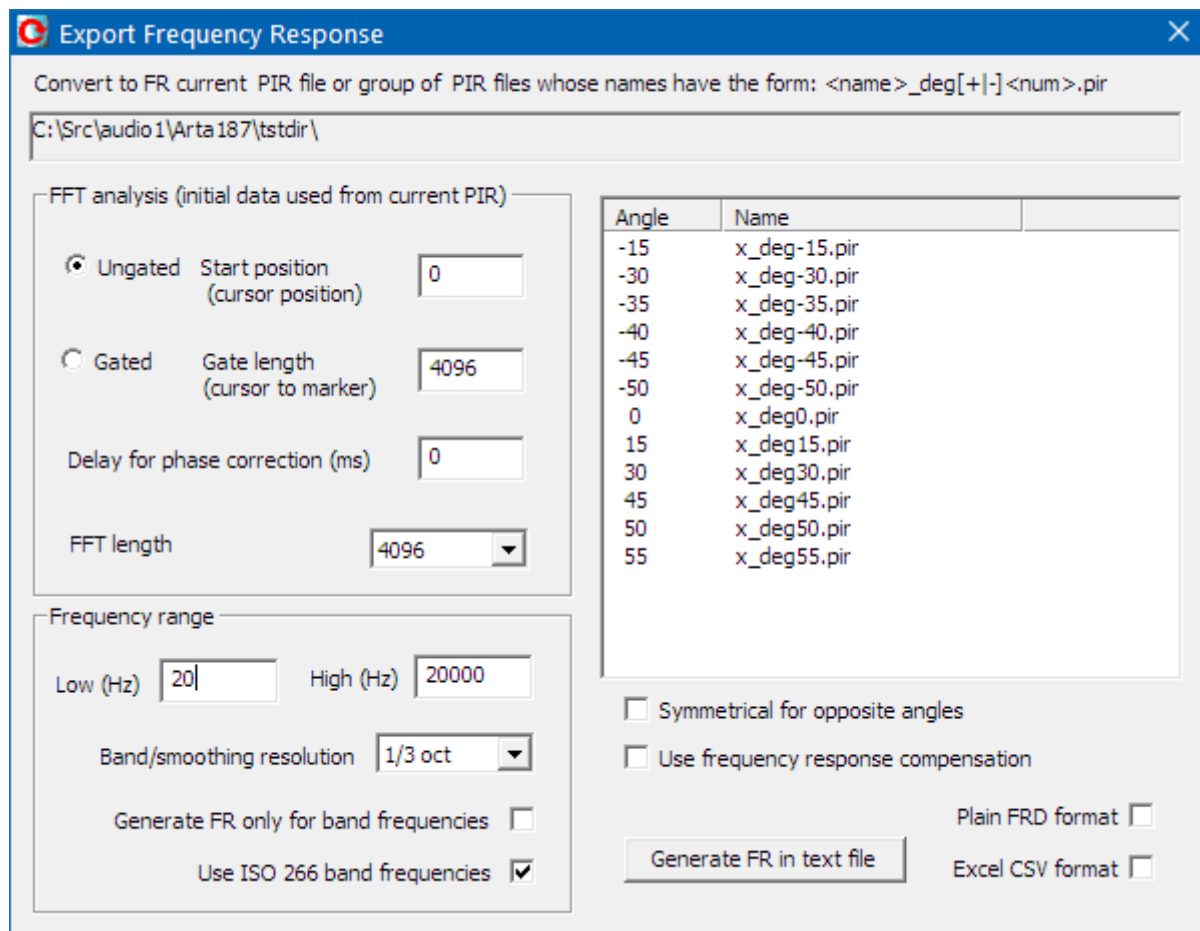 Export Frequency Response
Convert to FR current PIR file or group of PIR files whose names have the form: <name>_deg[+|-]<num>.pir
C:\Src\audio1\Arta187\tstdir\
FFT analysis (initial data used from current PIR)
Ungated Start position 0
(cursor position)
Gated Gate length 4096
(cursor to marker)
Delay for phase correction (ms) 0
FFT length 4096
Frequency range
Low (Hz) 20 High (Hz) 20000
Band/smoothing resolution 1/3 oct
Generate FR only for band frequencies
Use ISO 266 band frequencies
Angle Name
-15 x_deg-15.pir
-30 x_deg-30.pir
-35 x_deg-35.pir
-40 x_deg-40.pir
-45 x_deg-45.pir
-50 x_deg-50.pir
0 x_deg0.pir
15 x_deg15.pir
30 x_deg30.pir
45 x_deg45.pir
50 x_deg50.pir
55 x_deg55.pir
Symmetrical for opposite angles
Use frequency response compensation
Plain FRD format
Generate FR in text file
Excel CSV format